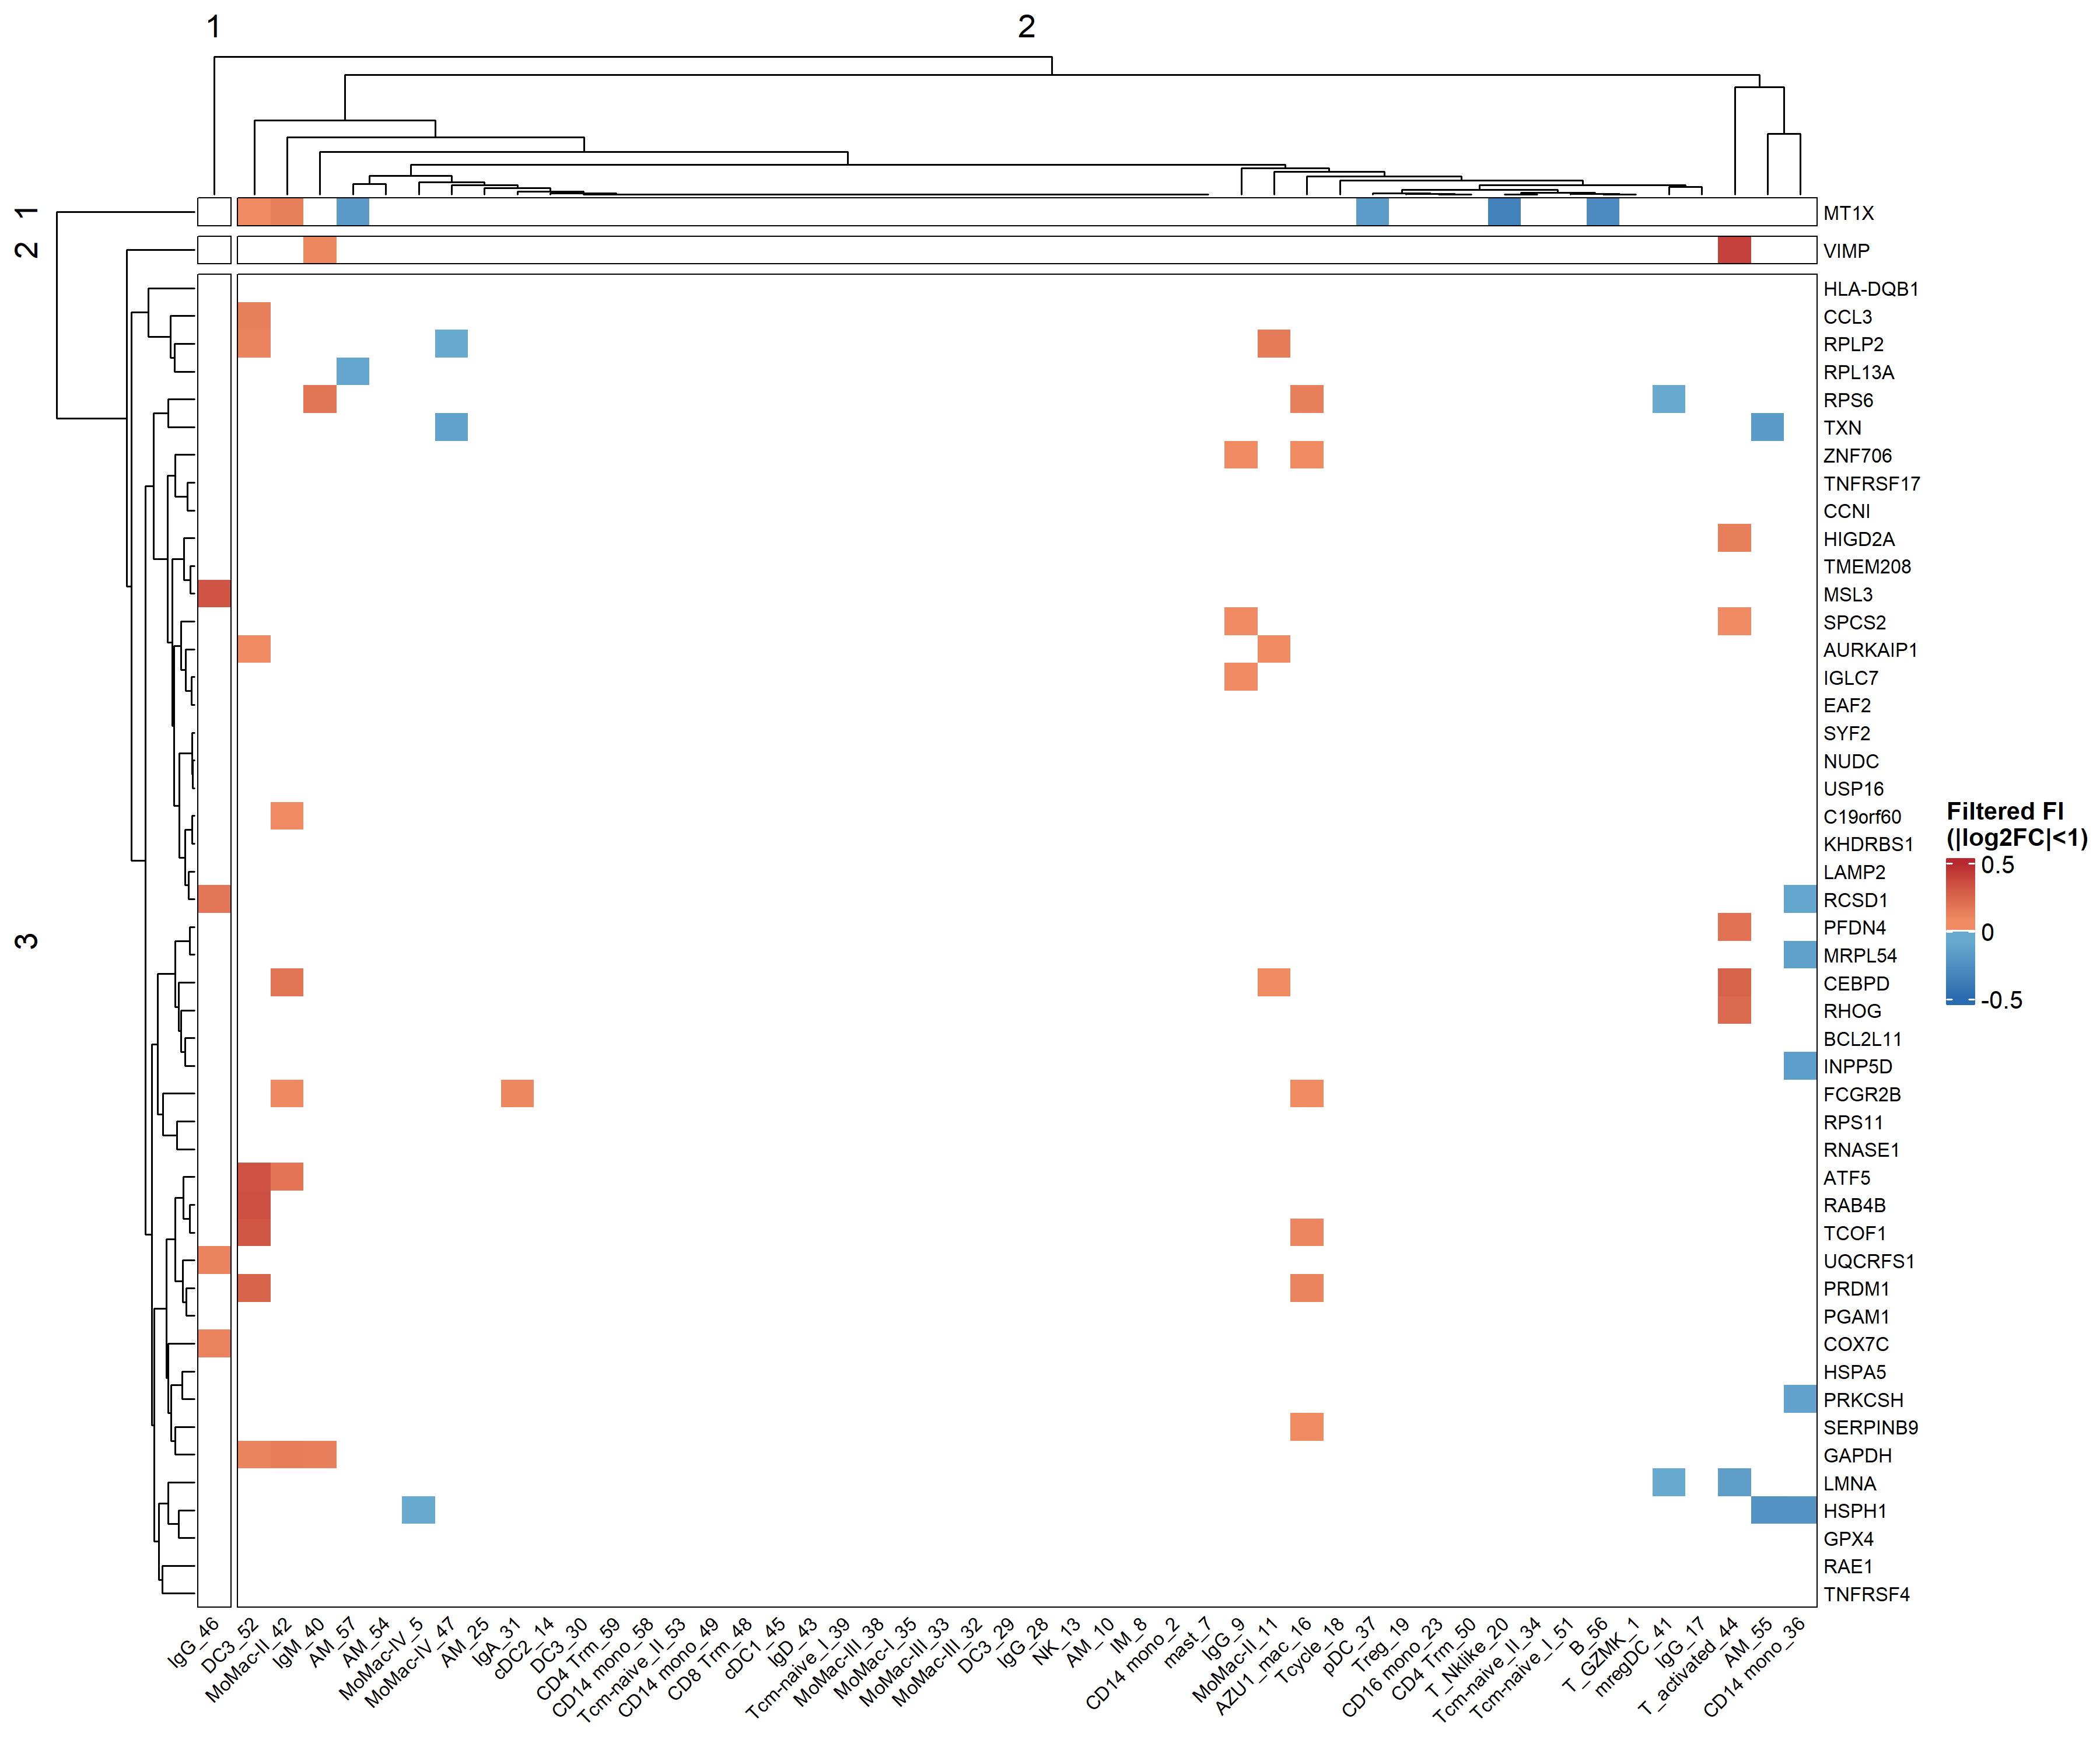 1
2
1
2
3
MT1X
VIMP
HLA-DQB1
CCL3
RPLP2
RPL13A
RPS6
TXN
ZNF706
TNFRSF17
CCNI
HIGD2A
TMEM208
MSL3
SPCS2
AURKAIP1
IGLC7
EAF2
SYF2
NUDC
USP16
C19orf60
KHDRBS1
LAMP2
RCSD1
PFDN4
MRPL54
CEBPD
RHOG
BCL2L11
INPP5D
FCGR2B
RPS11
RNASE1
ATF5
RAB4B
TCOF1
UQCRFS1
PRDM1
PGAM1
COX7C
HSPA5
PRKCSH
SERPINB9
GAPDH
LMNA
HSPH1
GPX4
RAE1
TNFRSF4
Filtered FI
(|log2FC|<1)
0.5
0
-0.5
IgG_46
DC3_52
MoMac-II_42
IgM_40
AM_57
AM_54
MoMac-IV_5
MoMac-IV_47
AM_25
IgA_31
cDC2_14
DC3_30
CD4 Trm_59
CD14 mono_58
Tcm-naive_II_53
CD14 mono_49
CD8 Trm_48
cDC1_45
IgD_43
Tcm-naive_I_39
MoMac-III_38
MoMac-I_35
MoMac-III_33
MoMac-III_32
DC3_29
IgG_28
NK_13
AM_10
IM_8
CD14 mono_2
mast_7
IgG_9
MoMac-II_11
AZU1_mac_16
Tcycle_18
pDC_37
Treg_19
CD16 mono_23
CD4 Trm_50
T_Nklike_20
Tcm-naive_II_34
Tcm-naive_I_51
B_56
T_GZMK_1
mregDC_41
IgG_17
T_activated_44
AM_55
CD14 mono_36